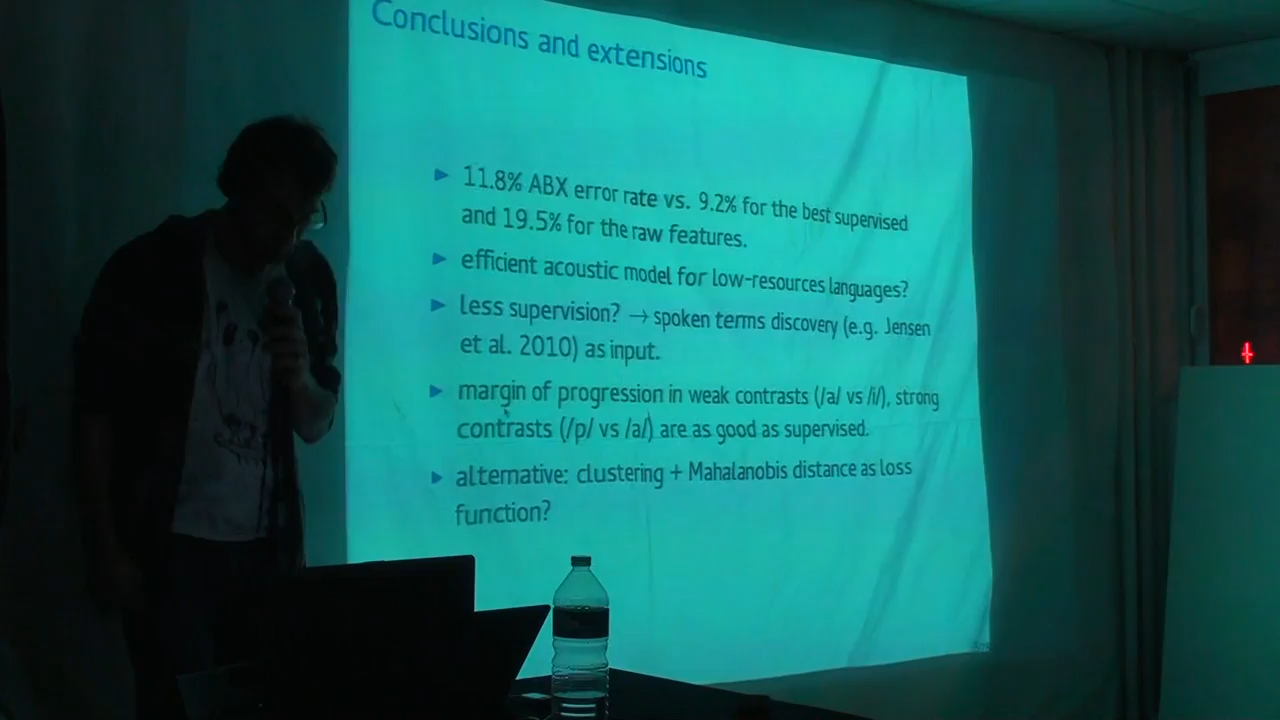 Conclusions and extensions
11.8% ABX error rate vs. 9.2% for the best supervised
and 19.5% for the raw features.
efficient acoustic model for low-resources languages?
less supervision? → spoken terms discovery (e.g. Jensen
et al. 2010) as input.
margin of progression in weak contrasts (/a/ vs /i/), strong
contrasts (/p/ vs /a/) are as good as supervised.
alternative: clustering + Mahalanobis distance as loss
function?